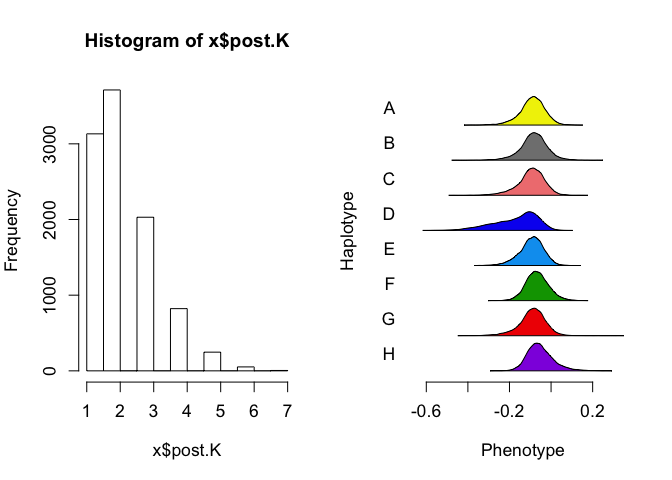 Histogram of x$post.K
Frequency
0
1000
2000
3000
1 2 3 4 5 6 7
x$post.K
Haplotype
A
B
C
D
E
F
G
H
-0.6 -0.2 0.2
Phenotype